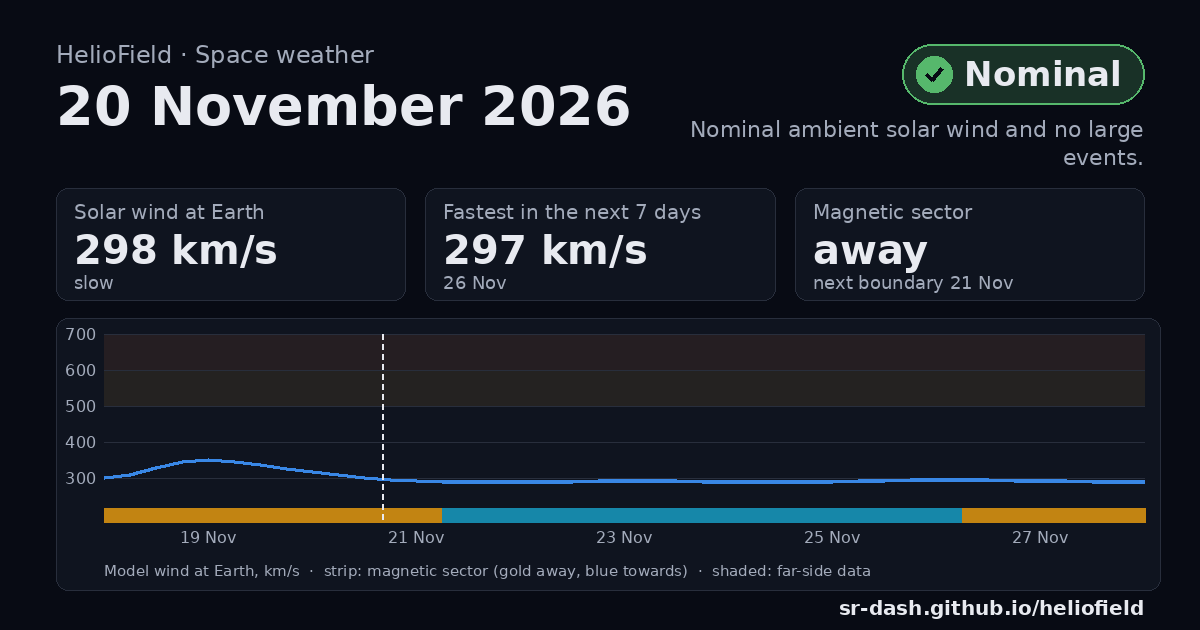 HelioField · Space weather
20 November 2026
Nominal
Nominal ambient solar wind and no large
events.
Solar wind at Earth
298 km/s
slow
Fastest in the next 7 days
297 km/s
26 Nov
Magnetic sector
away
next boundary 21 Nov
700
600
500
400
300
19 Nov
21 Nov
23 Nov
25 Nov
27 Nov
Model wind at Earth, km/s · strip: magnetic sector (gold away, blue towards) · shaded: far-side data
sr-dash.github.io/heliofield